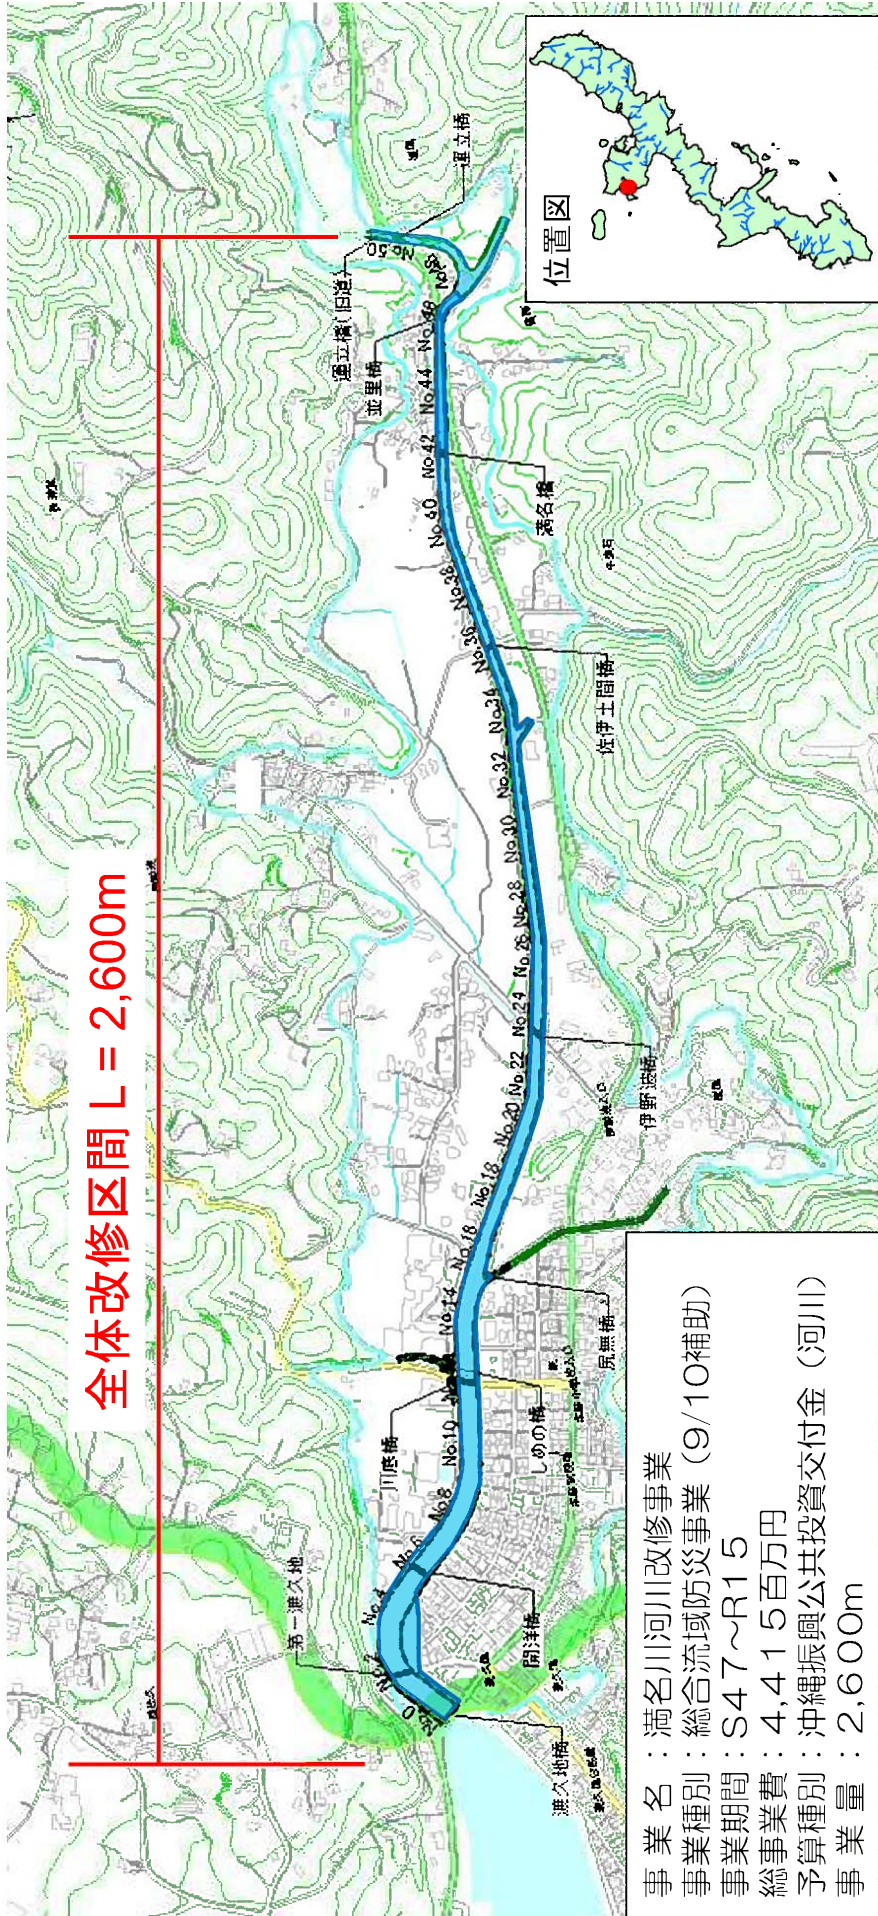 全体改修区間 L = 2,600m
位置図
運立橋
運立橋(旧道)
並里橋
満名橋
佐伊土間橋
伊野波橋
尻無橋
しめの橋
川底橋
開洋橋
第一渡久地
渡久地橋
No.0
No.2
No.4
No.6
No.8
No.10
No.14
No.18
No.18
No.20
No.22
No.24
No.26
No.28
No.30
No.32
No.34
No.36
No.38
No.40
No.42
No.44
No.48
No.50
事業名：満名川河川改修事業
事業種別：総合流域防災事業（9/10補助）
事業期間：S47～R15
総事業費：4,415百万円
予算種別：沖縄振興公共投資交付金（河川）
事業量：2,600m